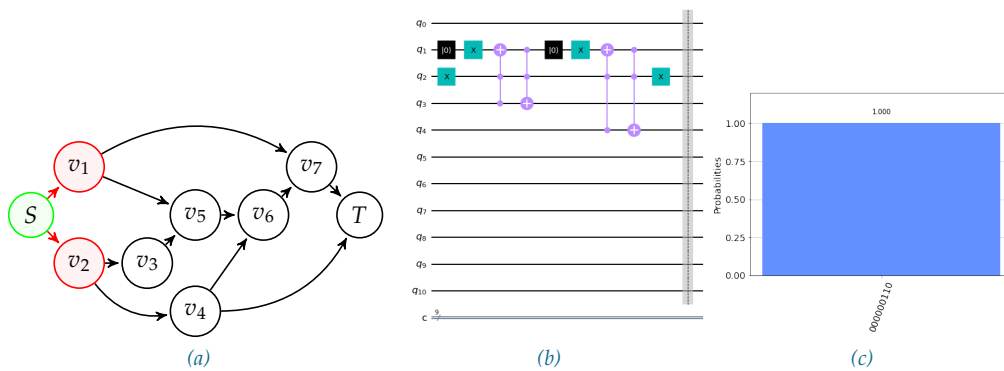 S
v1
v2
v3
v4
v5
v6
v7
T
(a)
q0
q1 |0⟩ X |0⟩ X
q2 X X
q3
q4
q5
q6
q7
q8
q9
q10
c 9
(b)
1.000
1.00
0.75
0.50
0.25
0.00
Probabilities
000000110
(c)